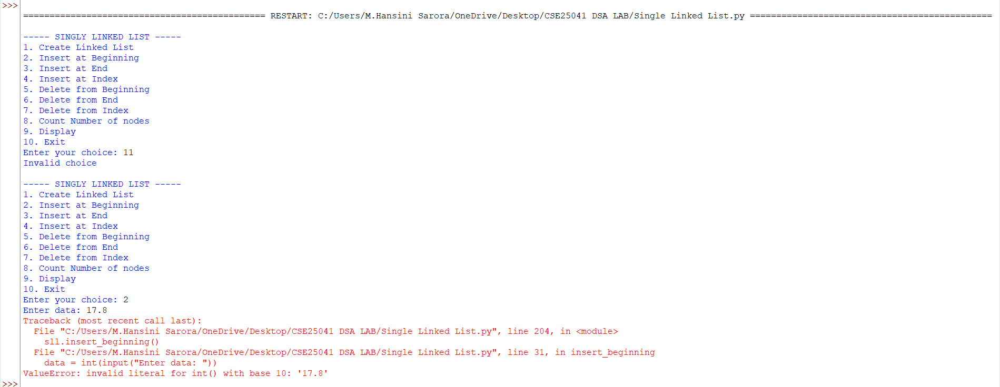 >>>
============================================== RESTART: C:/Users/M.Hansini Sarora/OneDrive/Desktop/CSE25041 DSA LAB/Single Linked List.py ==============================================
----- SINGLY LINKED LIST -----
1. Create Linked List
2. Insert at Beginning
3. Insert at End
4. Insert at Index
5. Delete from Beginning
6. Delete from End
7. Delete from Index
8. Count Number of nodes
9. Display
10. Exit
Enter your choice: 11
Invalid choice
----- SINGLY LINKED LIST -----
1. Create Linked List
2. Insert at Beginning
3. Insert at End
4. Insert at Index
5. Delete from Beginning
6. Delete from End
7. Delete from Index
8. Count Number of nodes
9. Display
10. Exit
Enter your choice: 2
Enter data: 17.8
Traceback (most recent call last):
  File "C:/Users/M.Hansini Sarora/OneDrive/Desktop/CSE25041 DSA LAB/Single Linked List.py", line 204, in <module>
    sll.insert_beginning()
  File "C:/Users/M.Hansini Sarora/OneDrive/Desktop/CSE25041 DSA LAB/Single Linked List.py", line 31, in insert_beginning
    data = int(input("Enter data: "))
ValueError: invalid literal for int() with base 10: '17.8'
>>>